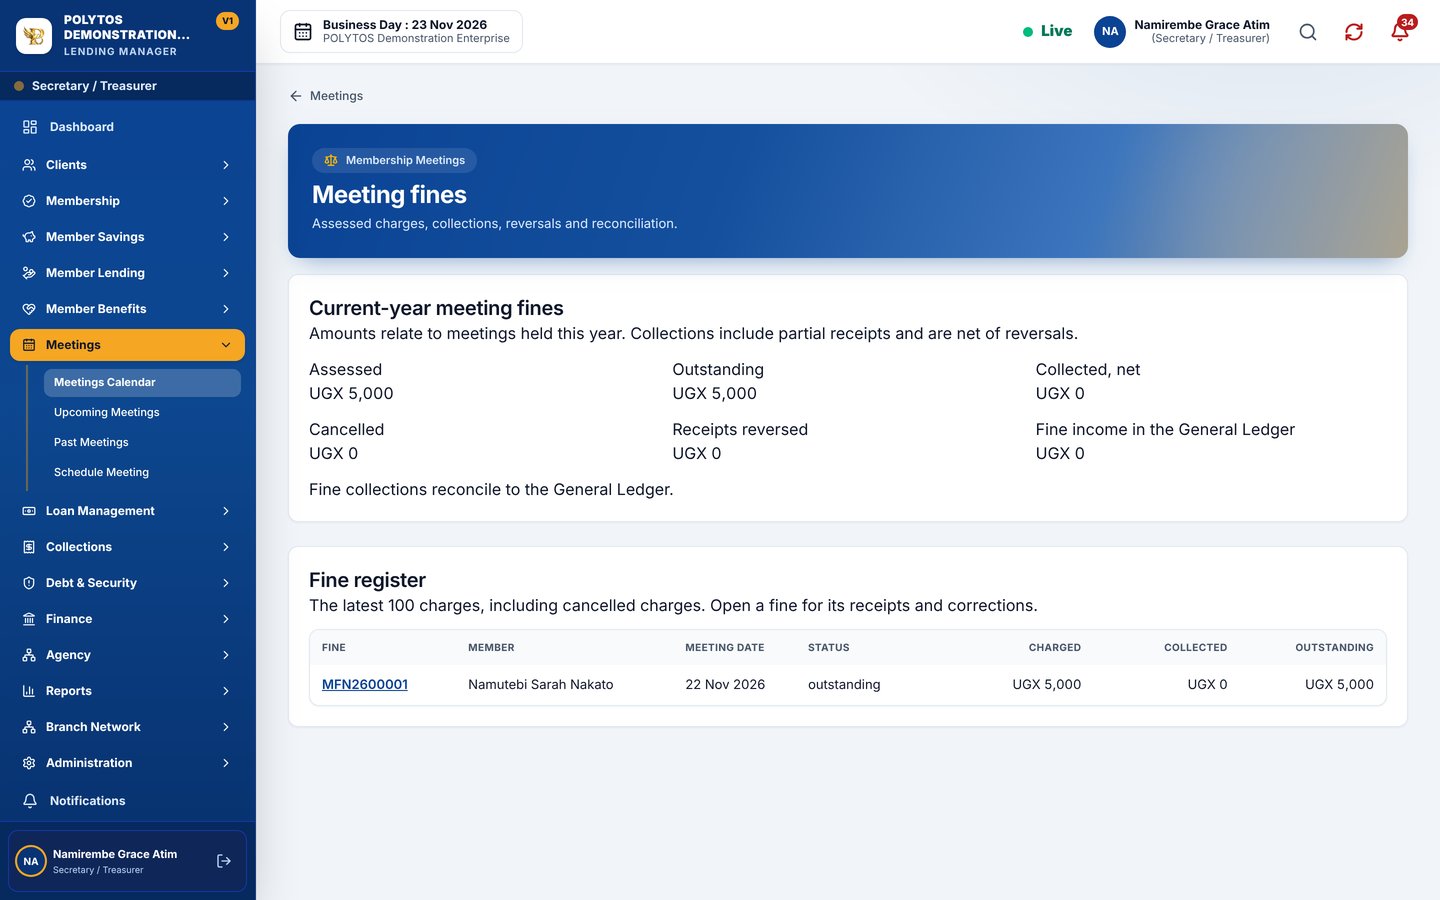 POLYTOS
DEMONSTRATION...
LENDING MANAGER
V1
Secretary / Treasurer
Dashboard
Clients
Membership
Member Savings
Member Lending
Member Benefits
Meetings
Meetings Calendar
Upcoming Meetings
Past Meetings
Schedule Meeting
Loan Management
Collections
Debt & Security
Finance
Agency
Reports
Branch Network
Administration
Notifications
NA
Namirembe Grace Atim
Secretary / Treasurer
Business Day : 23 Nov 2026
POLYTOS Demonstration Enterprise
Live
NA
Namirembe Grace Atim
(Secretary / Treasurer)
34
Meetings
Membership Meetings
Meeting fines
Assessed charges, collections, reversals and reconciliation.
Current-year meeting fines
Amounts relate to meetings held this year. Collections include partial receipts and are net of reversals.
Assessed Outstanding Collected, net
UGX 5,000 UGX 5,000 UGX 0
Cancelled Receipts reversed Fine income in the General Ledger
UGX 0 UGX 0 UGX 0
Fine collections reconcile to the General Ledger.
Fine register
The latest 100 charges, including cancelled charges. Open a fine for its receipts and corrections.
FINE MEMBER MEETING DATE STATUS CHARGED COLLECTED OUTSTANDING
MFN2600001 Namutebi Sarah Nakato 22 Nov 2026 outstanding UGX 5,000 UGX 0 UGX 5,000